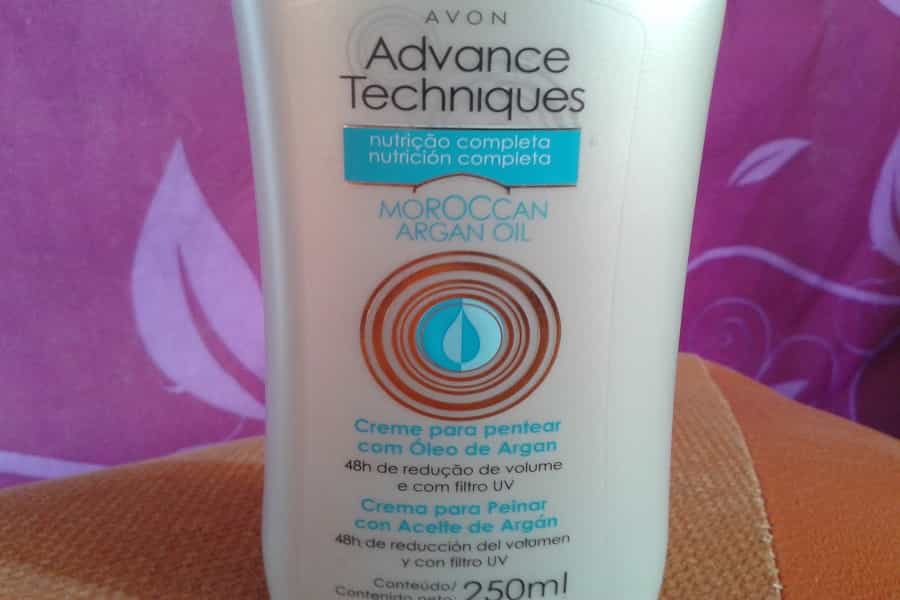 AVON
Advance
Techniques
nutrição completa
nutrición completa
MOROCCAN
ARGAN OIL
Creme para pentear
com Óleo de Argan
48h de redução de volume
e com filtro UV
Crema para Peinar
con Aceite de Argán
48h de reducción del volumen
y con filtro UV
Conteúdo/
Contenido neto: 250ml